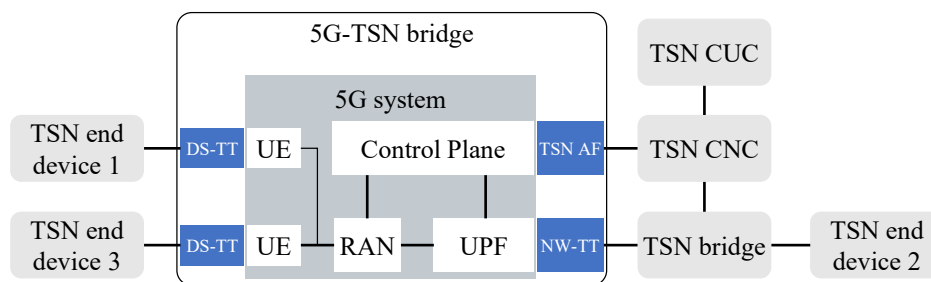 5G-TSN bridge
TSN CUC
5G system
TSN end
device 1
DS-TT
UE
Control Plane
TSN AF
TSN CNC
TSN end
device 3
DS-TT
UE
RAN
UPF
NW-TT
TSN bridge
TSN end
device 2